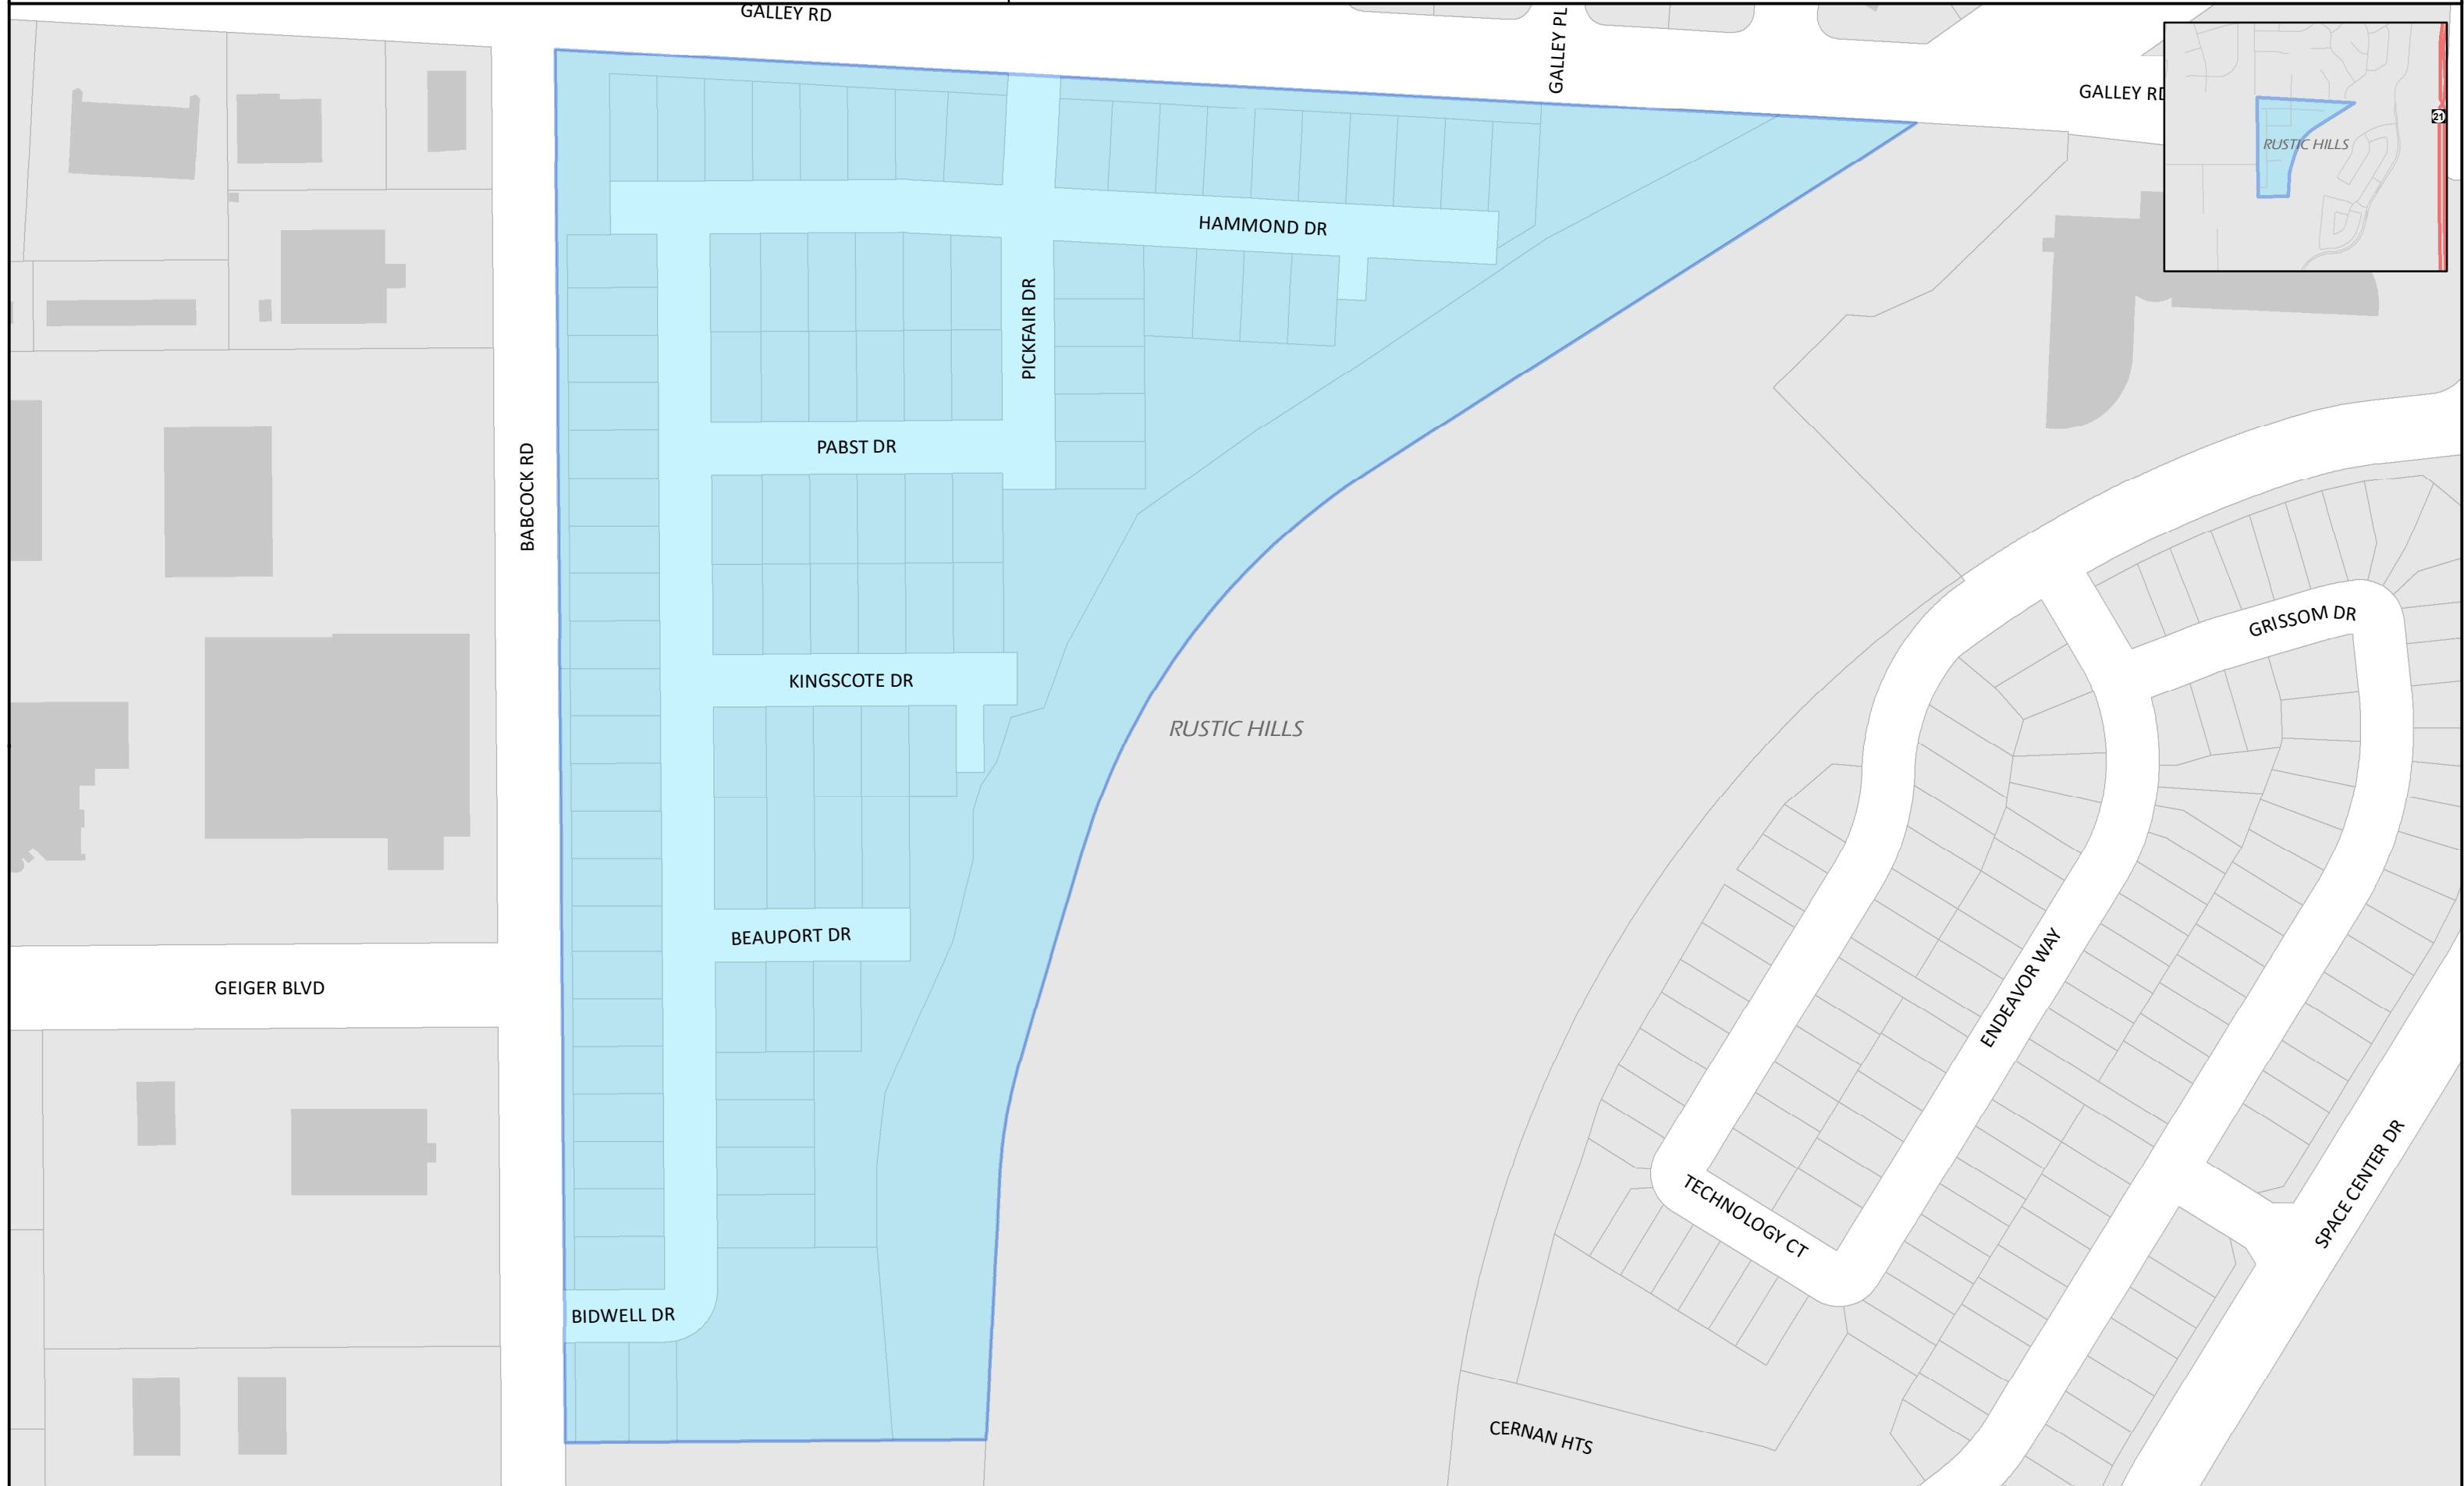 GALLEY RD
GALLEY PL
GALLEY RD
21
RUSTIC HILLS
HAMMOND DR
PICKFAIR DR
PABST DR
BABCOCK RD
GRISSOM DR
KINGSCOTE DR
RUSTIC HILLS
BEAUPORT DR
GEIGER BLVD
ENDEAVOR WAY
SPACE CENTER DR
TECHNOLOGY CT
BIDWELL DR
CERNAN HTS